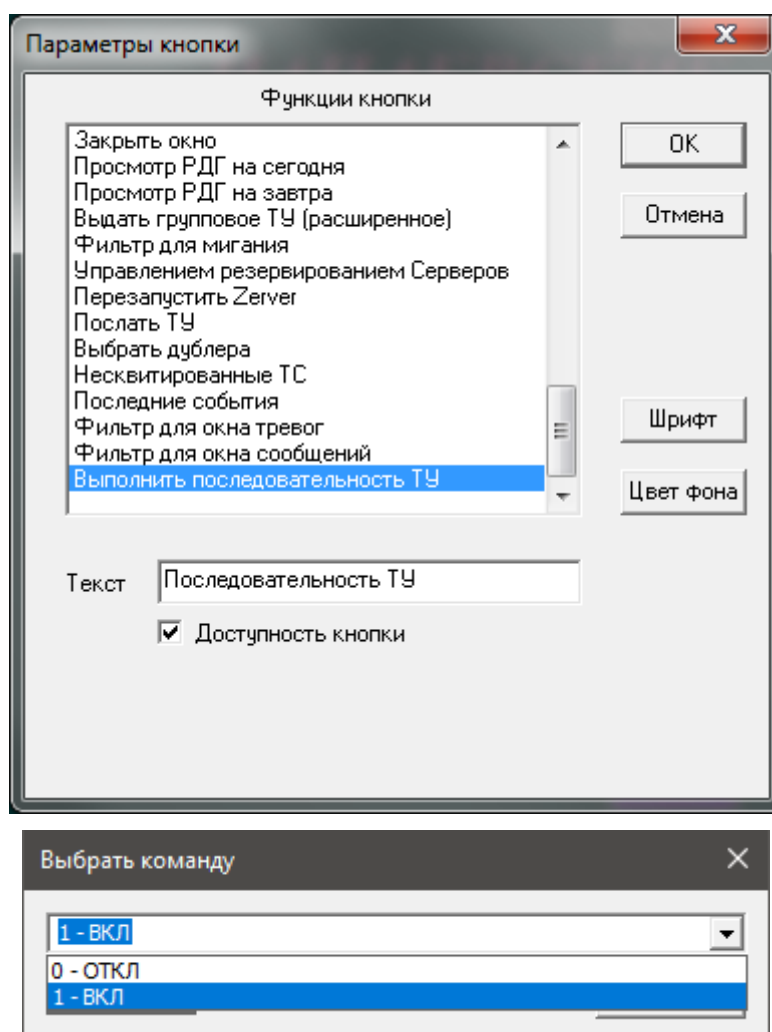 Параметры кнопки
Функции кнопки
Закрыть окно
Просмотр РДГ на сегодня
Просмотр РДГ на завтра
Выдать групповое ТУ (расширенное)
Фильтр для мигания
Управлением резервированием Серверов
Перезапустить Zerver
Послать ТУ
Выбрать дублера
Несквитированные ТС
Последние события
Фильтр для окна тревог
Фильтр для окна сообщений
Выполнить последовательность ТУ
OK
Отмена
Шрифт
Цвет фона
Текст
Последовательность ТУ
Доступность кнопки
Выбрать команду
1 - ВКЛ
0 - ОТКЛ
1 - ВКЛ